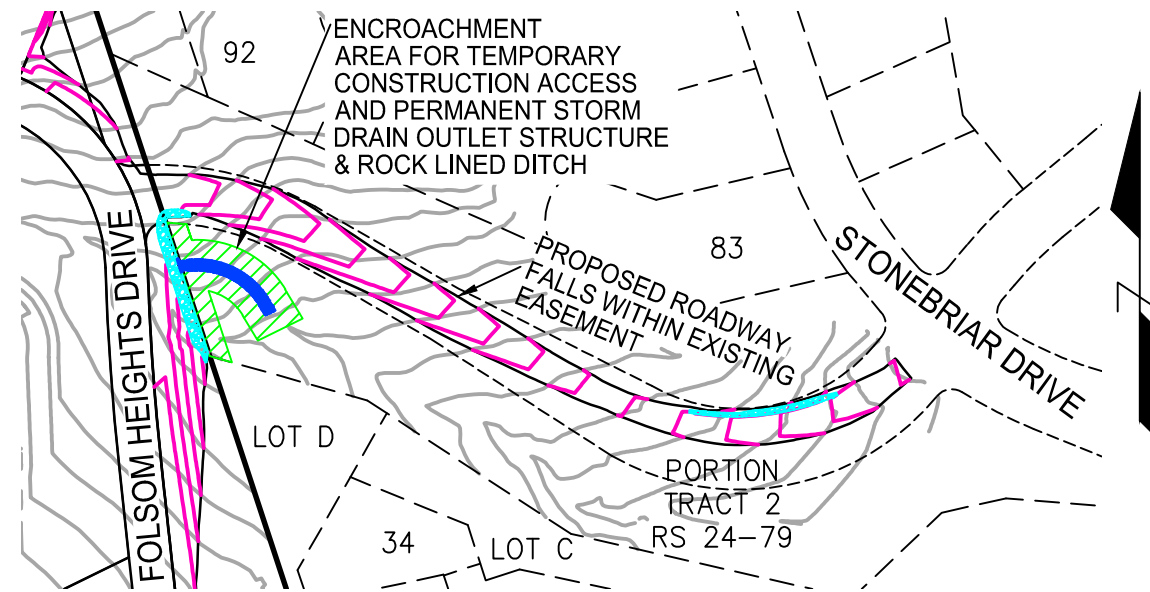 92
ENCROACHMENT
AREA FOR TEMPORARY
CONSTRUCTION ACCESS
AND PERMANENT STORM
DRAIN OUTLET STRUCTURE
& ROCK LINED DITCH
83
STONEBRIAR DRIVE
PROPOSED ROADWAY,
FALLS WITHIN EXISTING
EASEMENT
FOLSOM HEIGHTS DRIVE
LOT D
PORTION
TRACT 2
RS 24-79
34
LOT C